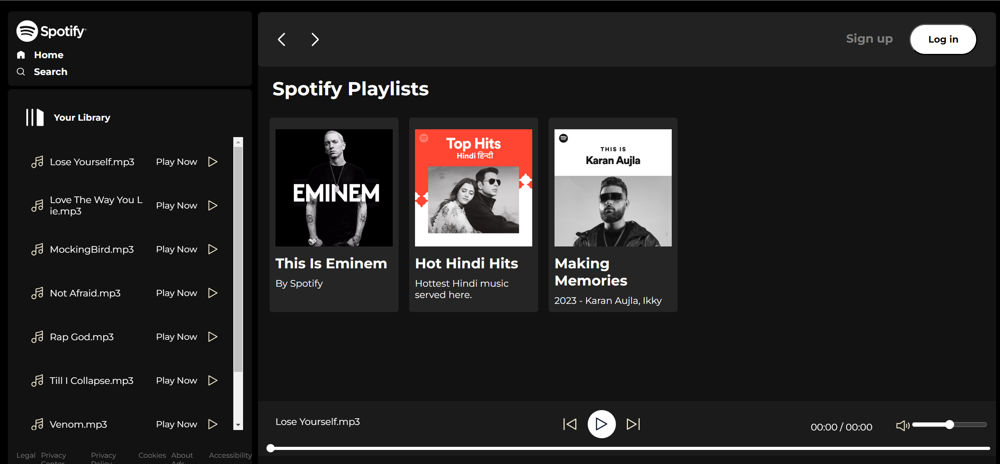 Spotify
Home
Search
Your Library
Lose Yourself.mp3 Play Now
Love The Way You L
ie.mp3 Play Now
MockingBird.mp3 Play Now
Not Afraid.mp3 Play Now
Rap God.mp3 Play Now
Till I Collapse.mp3 Play Now
Venom.mp3 Play Now
Legal Privacy Center Privacy Policy Cookies About Ads Accessibility
Sign up Log in
Spotify Playlists
EMINEM
This Is Eminem
By Spotify
Top Hits
Hindi हिन्दी
Hot Hindi Hits
Hottest Hindi music
served here.
THIS IS
Karan Aujla
Making
Memories
2023 - Karan Aujla, Ikky
Lose Yourself.mp3
00:00 / 00:00